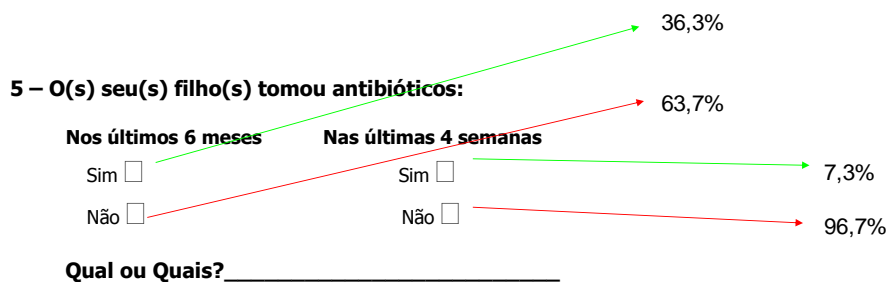 36,3%
5 – O(s) seu(s) filho(s) tomou antibióticos:
63,7%
Nos últimos 6 meses Nas últimas 4 semanas
Sim Sim 7,3%
Não Não 96,7%
Qual ou Quais?____________________________